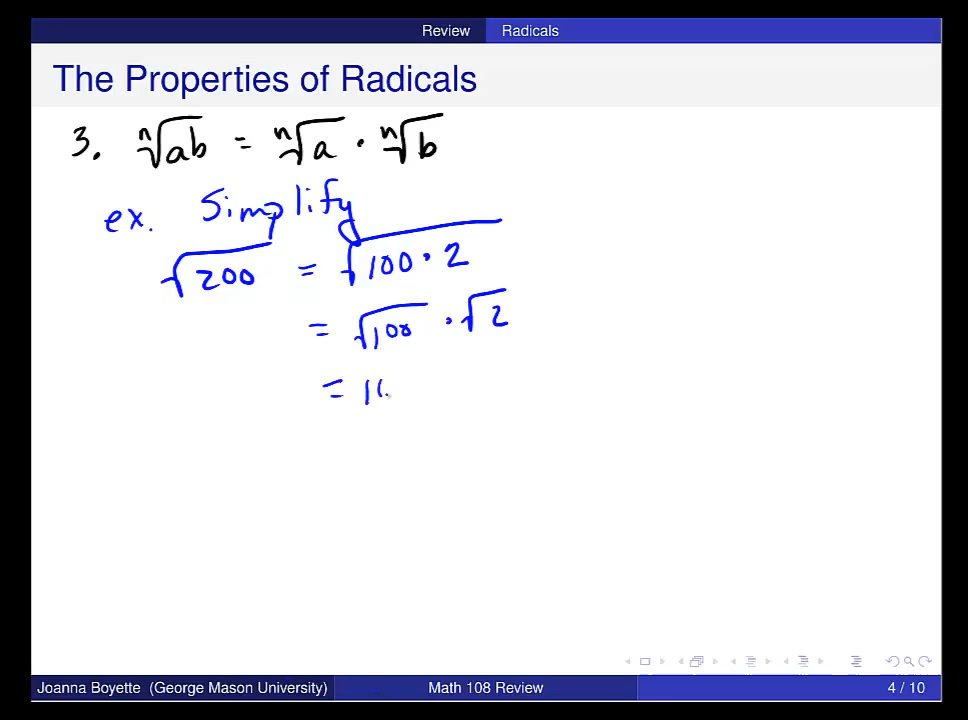 Review Radicals
The Properties of Radicals
3. ⁿ√ab = ⁿ√a · ⁿ√b
ex. Simplify
√200 = √100 · 2
= √100 · √2
= 1
Joanna Boyette (George Mason University) Math 108 Review 4 / 10